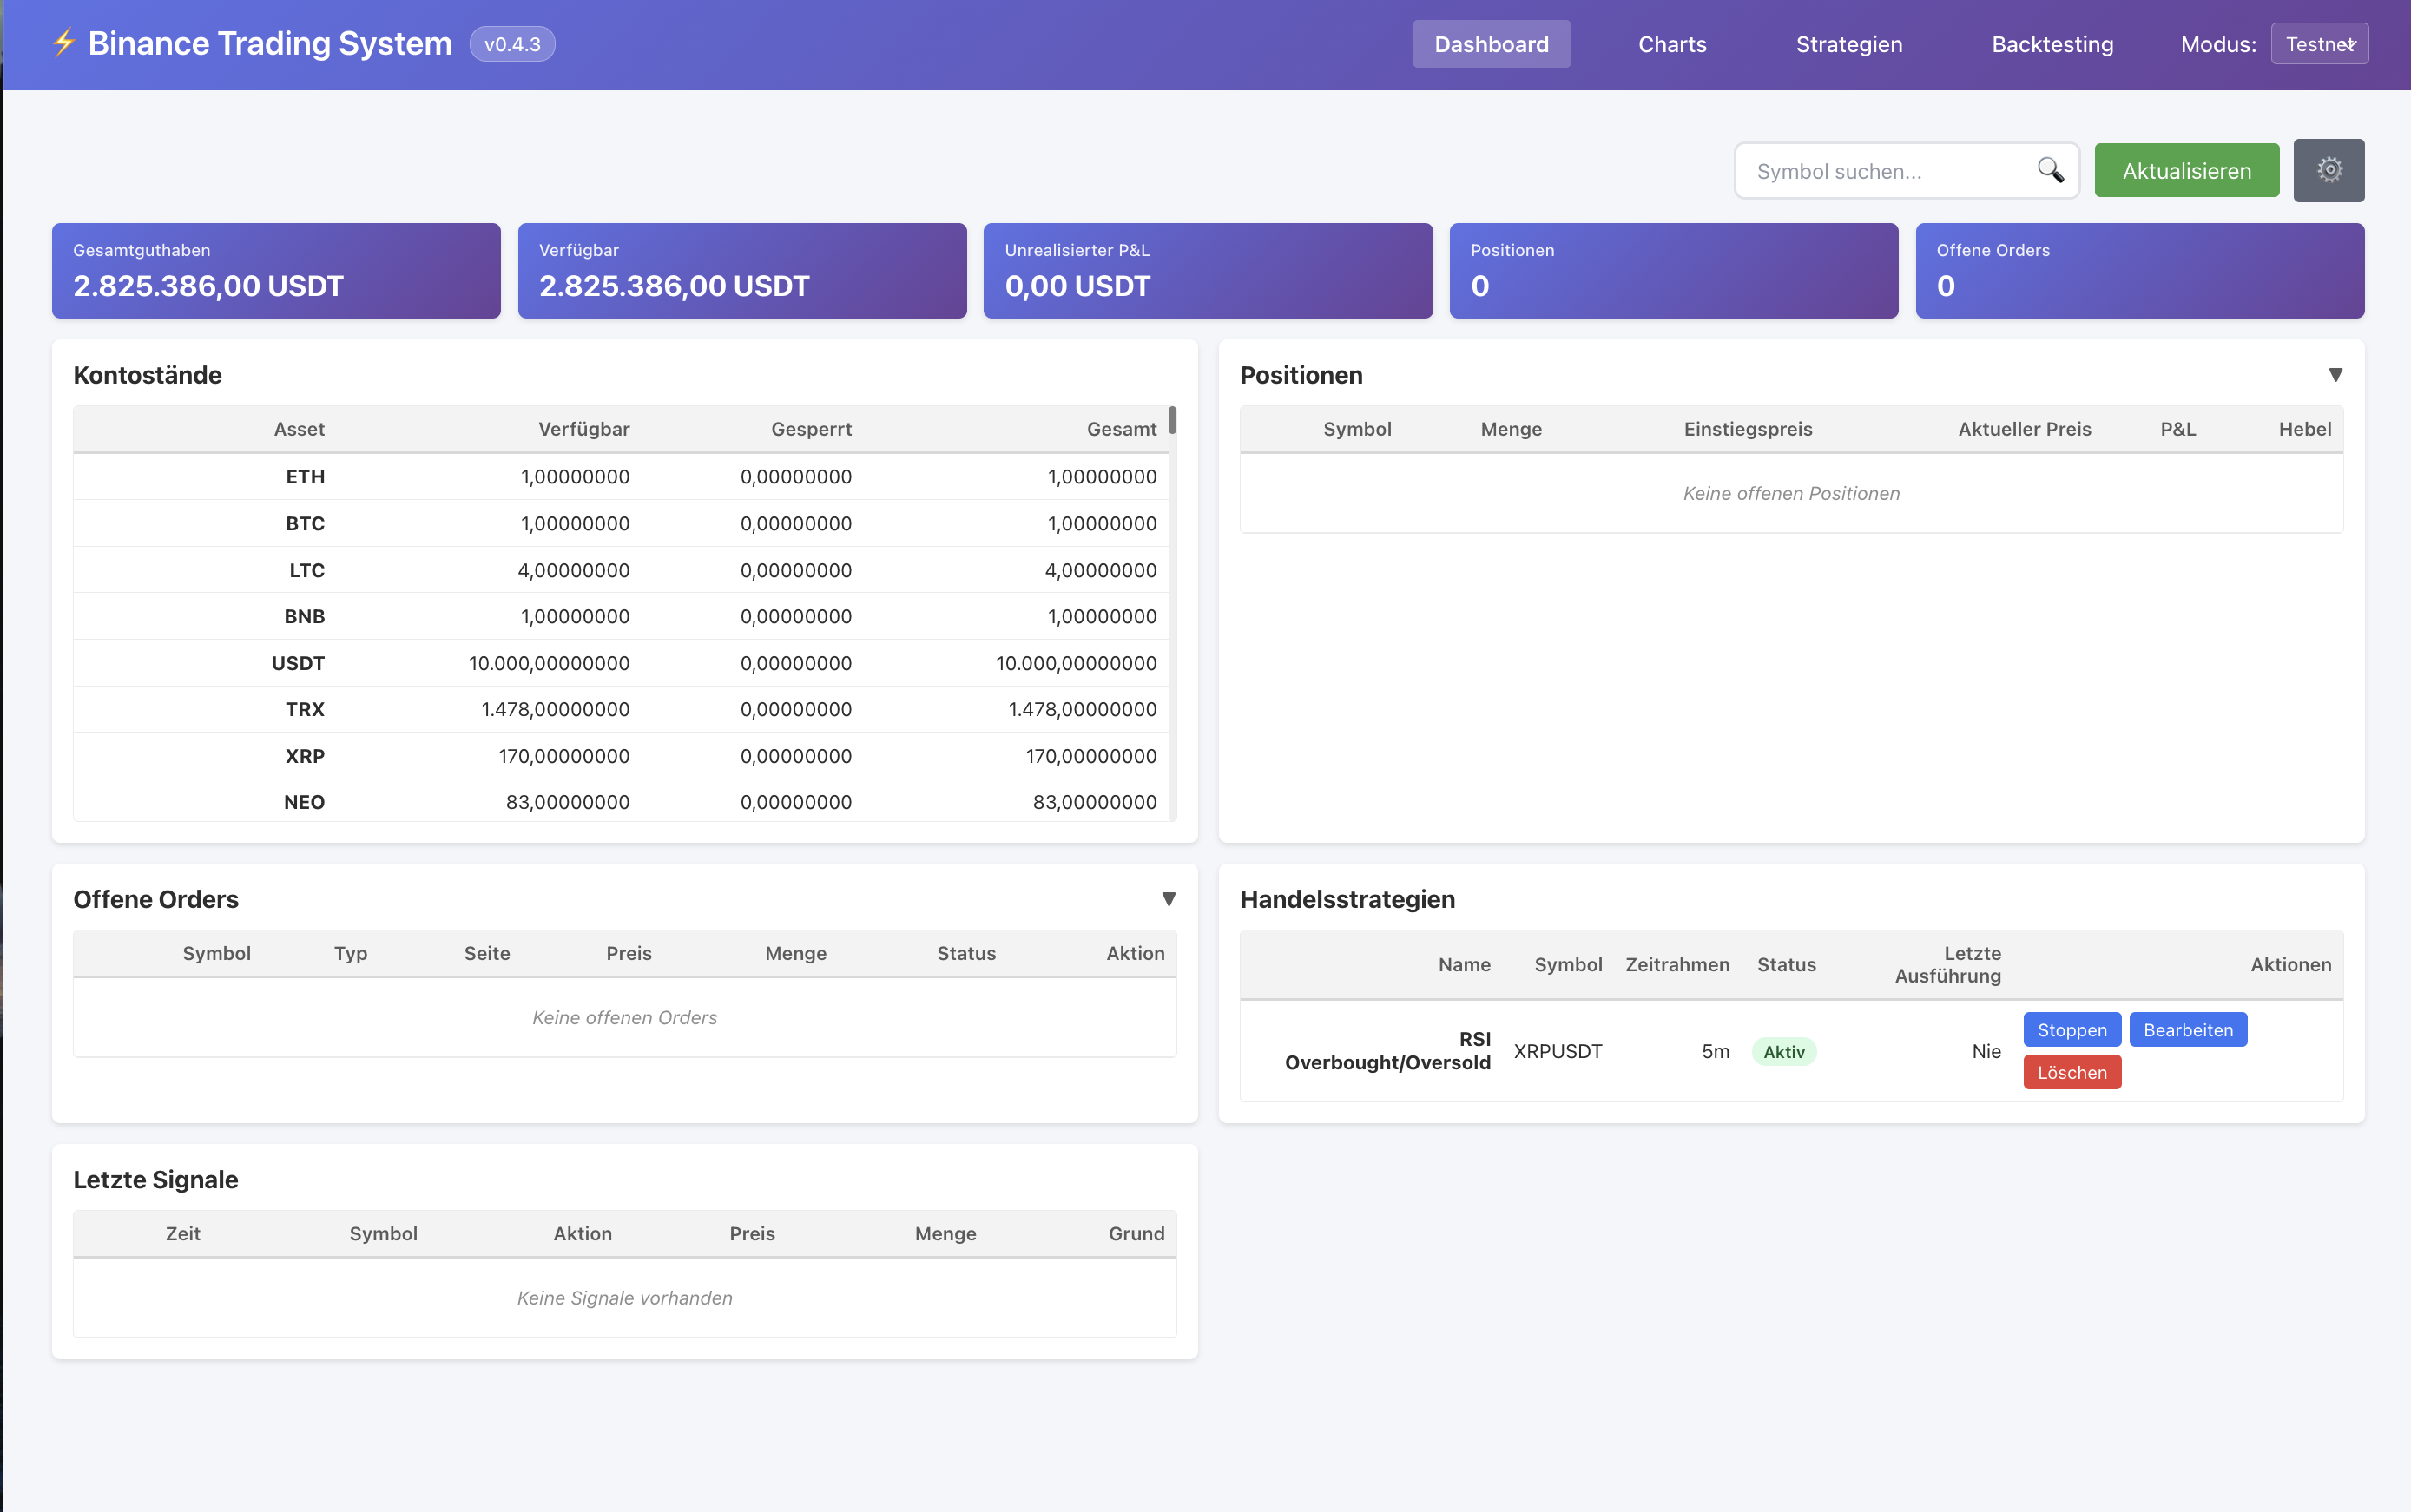 ⚡ Binance Trading System v0.4.3
Dashboard Charts Strategien Backtesting Modus: Testnet
Symbol suchen... 🔍 Aktualisieren
Gesamtguthaben
2.825.386,00 USDT
Verfügbar
2.825.386,00 USDT
Unrealisierter P&L
0,00 USDT
Positionen
0
Offene Orders
0
Kontostände
Asset Verfügbar Gesperrt Gesamt
ETH 1,00000000 0,00000000 1,00000000
BTC 1,00000000 0,00000000 1,00000000
LTC 4,00000000 0,00000000 4,00000000
BNB 1,00000000 0,00000000 1,00000000
USDT 10.000,00000000 0,00000000 10.000,00000000
TRX 1.478,00000000 0,00000000 1.478,00000000
XRP 170,00000000 0,00000000 170,00000000
NEO 83,00000000 0,00000000 83,00000000
Positionen ▼
Symbol Menge Einstiegspreis Aktueller Preis P&L Hebel
Keine offenen Positionen
Offene Orders ▼
Symbol Typ Seite Preis Menge Status Aktion
Keine offenen Orders
Handelsstrategien
Name Symbol Zeitrahmen Status Letzte Ausführung Aktionen
RSI Overbought/Oversold XRPUSDT 5m Aktiv Nie Stoppen Bearbeiten
Löschen
Letzte Signale
Zeit Symbol Aktion Preis Menge Grund
Keine Signale vorhanden